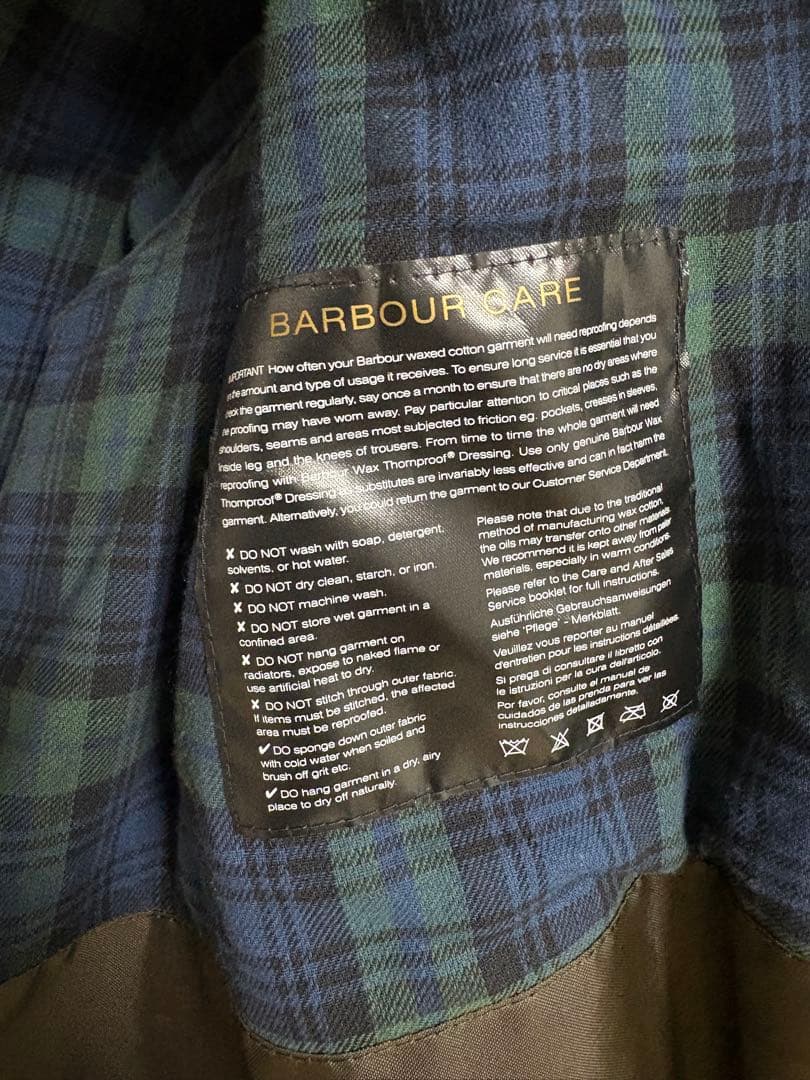 BARBOUR CARE
IMPORTANT How often your Barbour waxed cotton garment will need reproofing depends
on the amount and type of usage it receives. To ensure long service it is essential that you
check the garment regularly, say once a month to ensure that there are no dry areas where
the proofing may have worn away. Pay particular attention to critical places such as the
shoulders, seams and areas most subjected to friction eg. pockets, creases in sleeves,
inside leg and the knees of trousers. From time to time the whole garment will need
reproofing with Barbour Wax Thornproof® Dressing. Use only genuine Barbour Wax
Thornproof® Dressing substitutes are invariably less effective and can in fact harm the
garment. Alternatively, you could return the garment to our Customer Service Department.
✘ DO NOT wash with soap, detergent,
solvents, or hot water.
✘ DO NOT dry clean, starch, or iron.
✘ DO NOT machine wash.
✘ DO NOT store wet garment in a
confined area.
✘ DO NOT hang garment on
radiators, expose to naked flame or
use artificial heat to dry.
✘ DO NOT stitch through outer fabric.
If items must be stitched, the affected
area must be reproofed.
✔ DO sponge down outer fabric
with cold water when soiled and
brush off grit etc.
✔ DO hang garment in a dry, airy
place to dry off naturally.
Please note that due to the traditional
method of manufacturing wax cotton,
the oils may transfer onto other materials.
We recommend it is kept away from paler
materials, especially in warm conditions.
Please refer to the Care and After Sales
Service booklet for full instructions.
Ausführliche Gebrauchsanweisungen
siehe 'Pflege' - Merkblatt.
Veuillez vous reporter au manuel
d'entretien pour les instructions détaillées.
Si prega di consultare il libretto con
le istruzioni per la cura dell'articolo.
Por favor, consulte el manual de
cuidados de las prenda para ver las
instrucciones detalladamente.